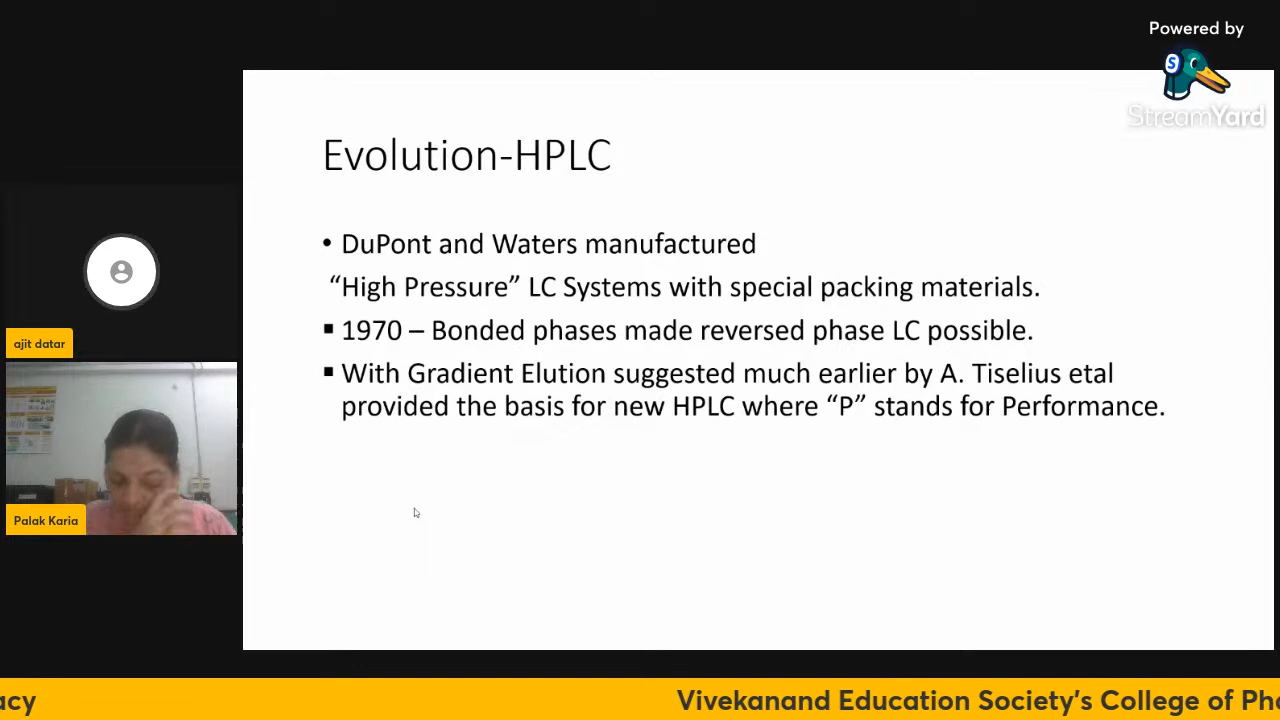 Powered by
S
StreamYard
Evolution-HPLC
• DuPont and Waters manufactured
“High Pressure” LC Systems with special packing materials.
▪ 1970 – Bonded phases made reversed phase LC possible.
▪ With Gradient Elution suggested much earlier by A. Tiselius etal
provided the basis for new HPLC where “P” stands for Performance.
ajit datar
Palak Karia
acy
Vivekanand Education Society's College of Pha